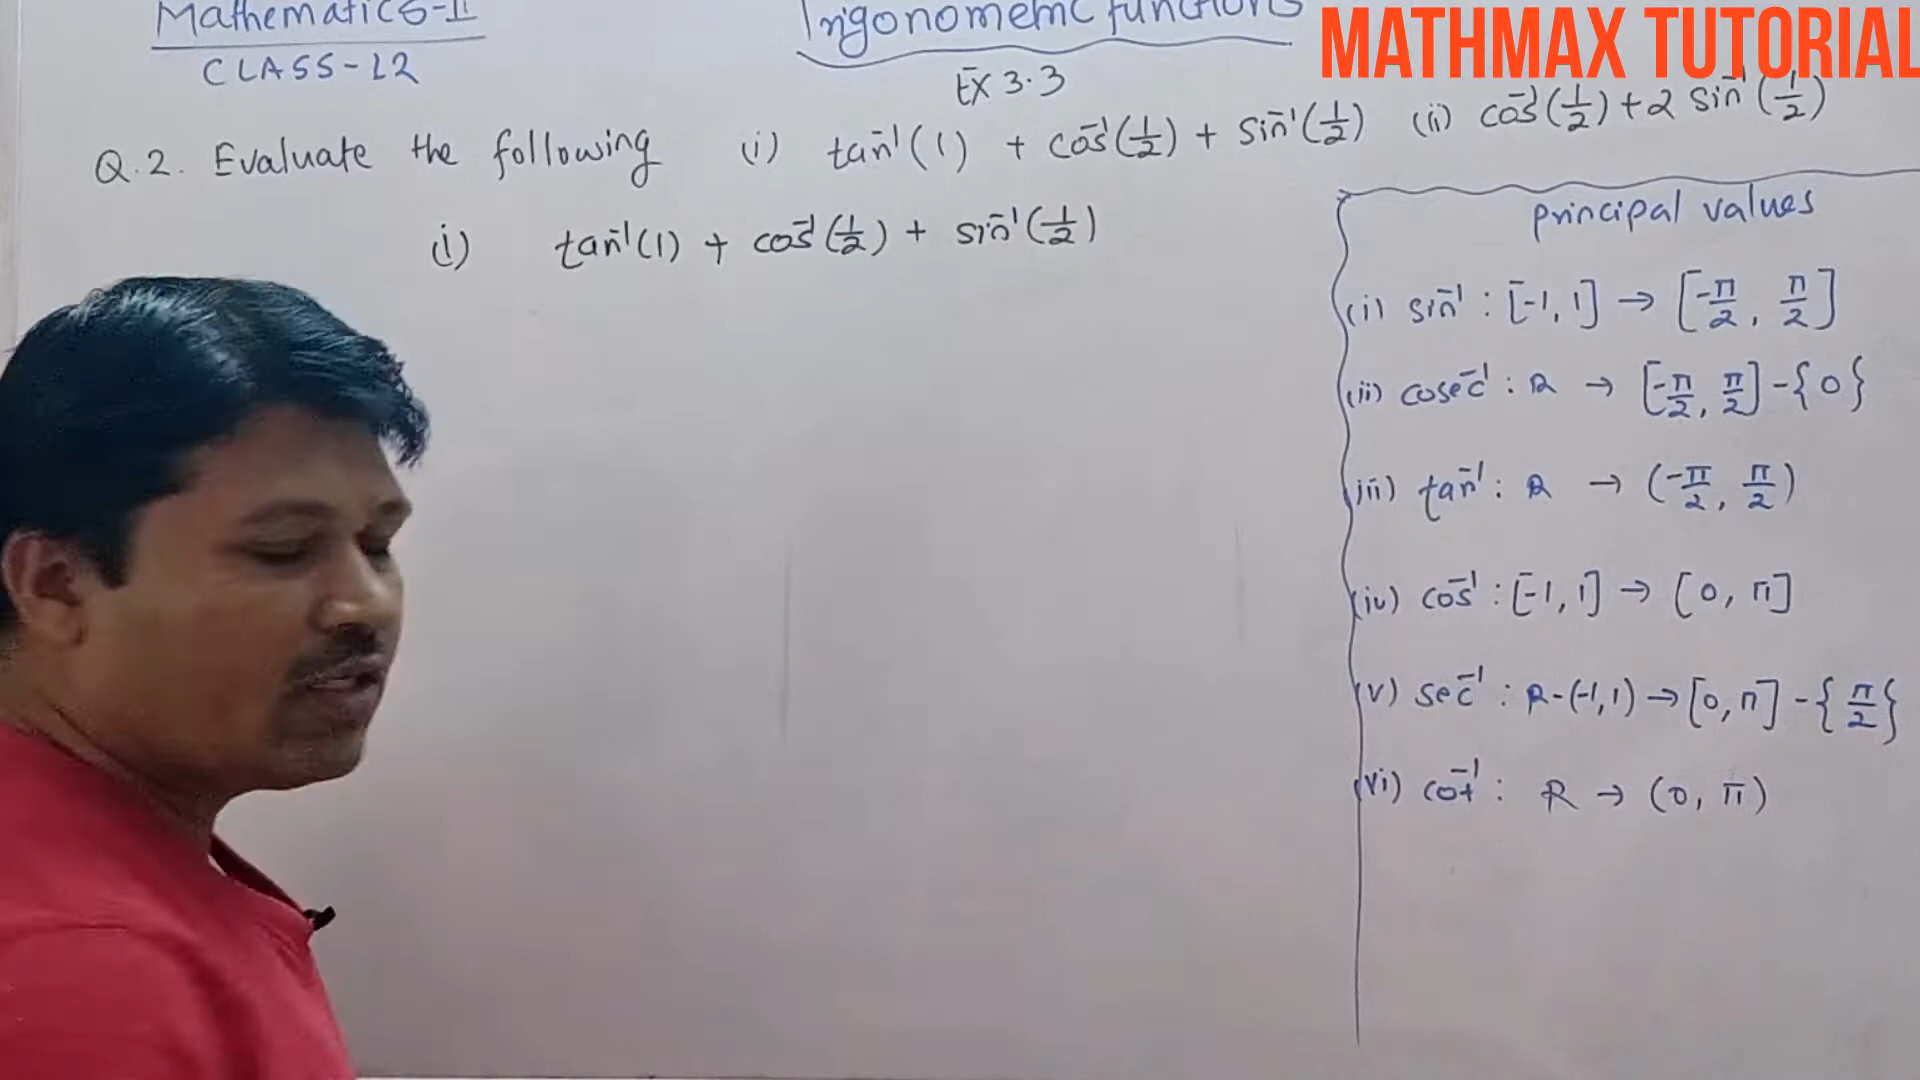 Mathematics-II
Trigonometric functions
MATHMAX TUTORIAL
CLASS-12
EX 3.3
Q.2. Evaluate the following (i) tan⁻¹(1) + cos⁻¹(1/2) + sin⁻¹(1/2) (ii) cos⁻¹(1/2) + 2 sin⁻¹(1/2)
(i) tan⁻¹(1) + cos⁻¹(1/2) + sin⁻¹(1/2)
principal values
(i) sin⁻¹ : [-1, 1] → [-π/2, π/2]
(ii) cosec⁻¹ : R → [-π/2, π/2] - {0}
iii) tan⁻¹ : R → (-π/2, π/2)
(iv) cos⁻¹ : [-1, 1] → [0, π]
(v) sec⁻¹ : R-(-1, 1) → [0, π] - {π/2}
(vi) cot⁻¹ : R → (0, π)